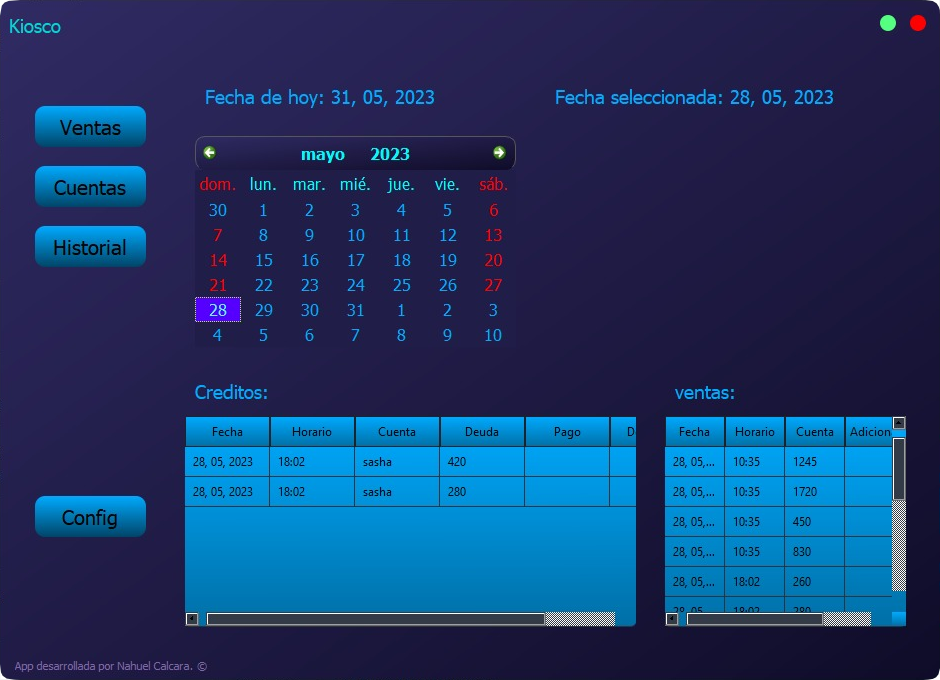 Kiosco
Fecha de hoy: 31, 05, 2023
Fecha seleccionada: 28, 05, 2023
Ventas
Cuentas
Historial
mayo 2023
dom. lun. mar. mié. jue. vie. sáb.
30 1 2 3 4 5 6
7 8 9 10 11 12 13
14 15 16 17 18 19 20
21 22 23 24 25 26 27
28 29 30 31 1 2 3
4 5 6 7 8 9 10
Creditos:
Fecha Horario Cuenta Deuda Pago D
28, 05, 2023 18:02 sasha 420
28, 05, 2023 18:02 sasha 280
ventas:
Fecha Horario Cuenta Adicion
28, 05,... 10:35 1245
28, 05,... 10:35 1720
28, 05,... 10:35 450
28, 05,... 10:35 830
28, 05,... 18:02 260
28, 05,... 18:02 280
Config
App desarrollada por Nahuel Calcara. ©